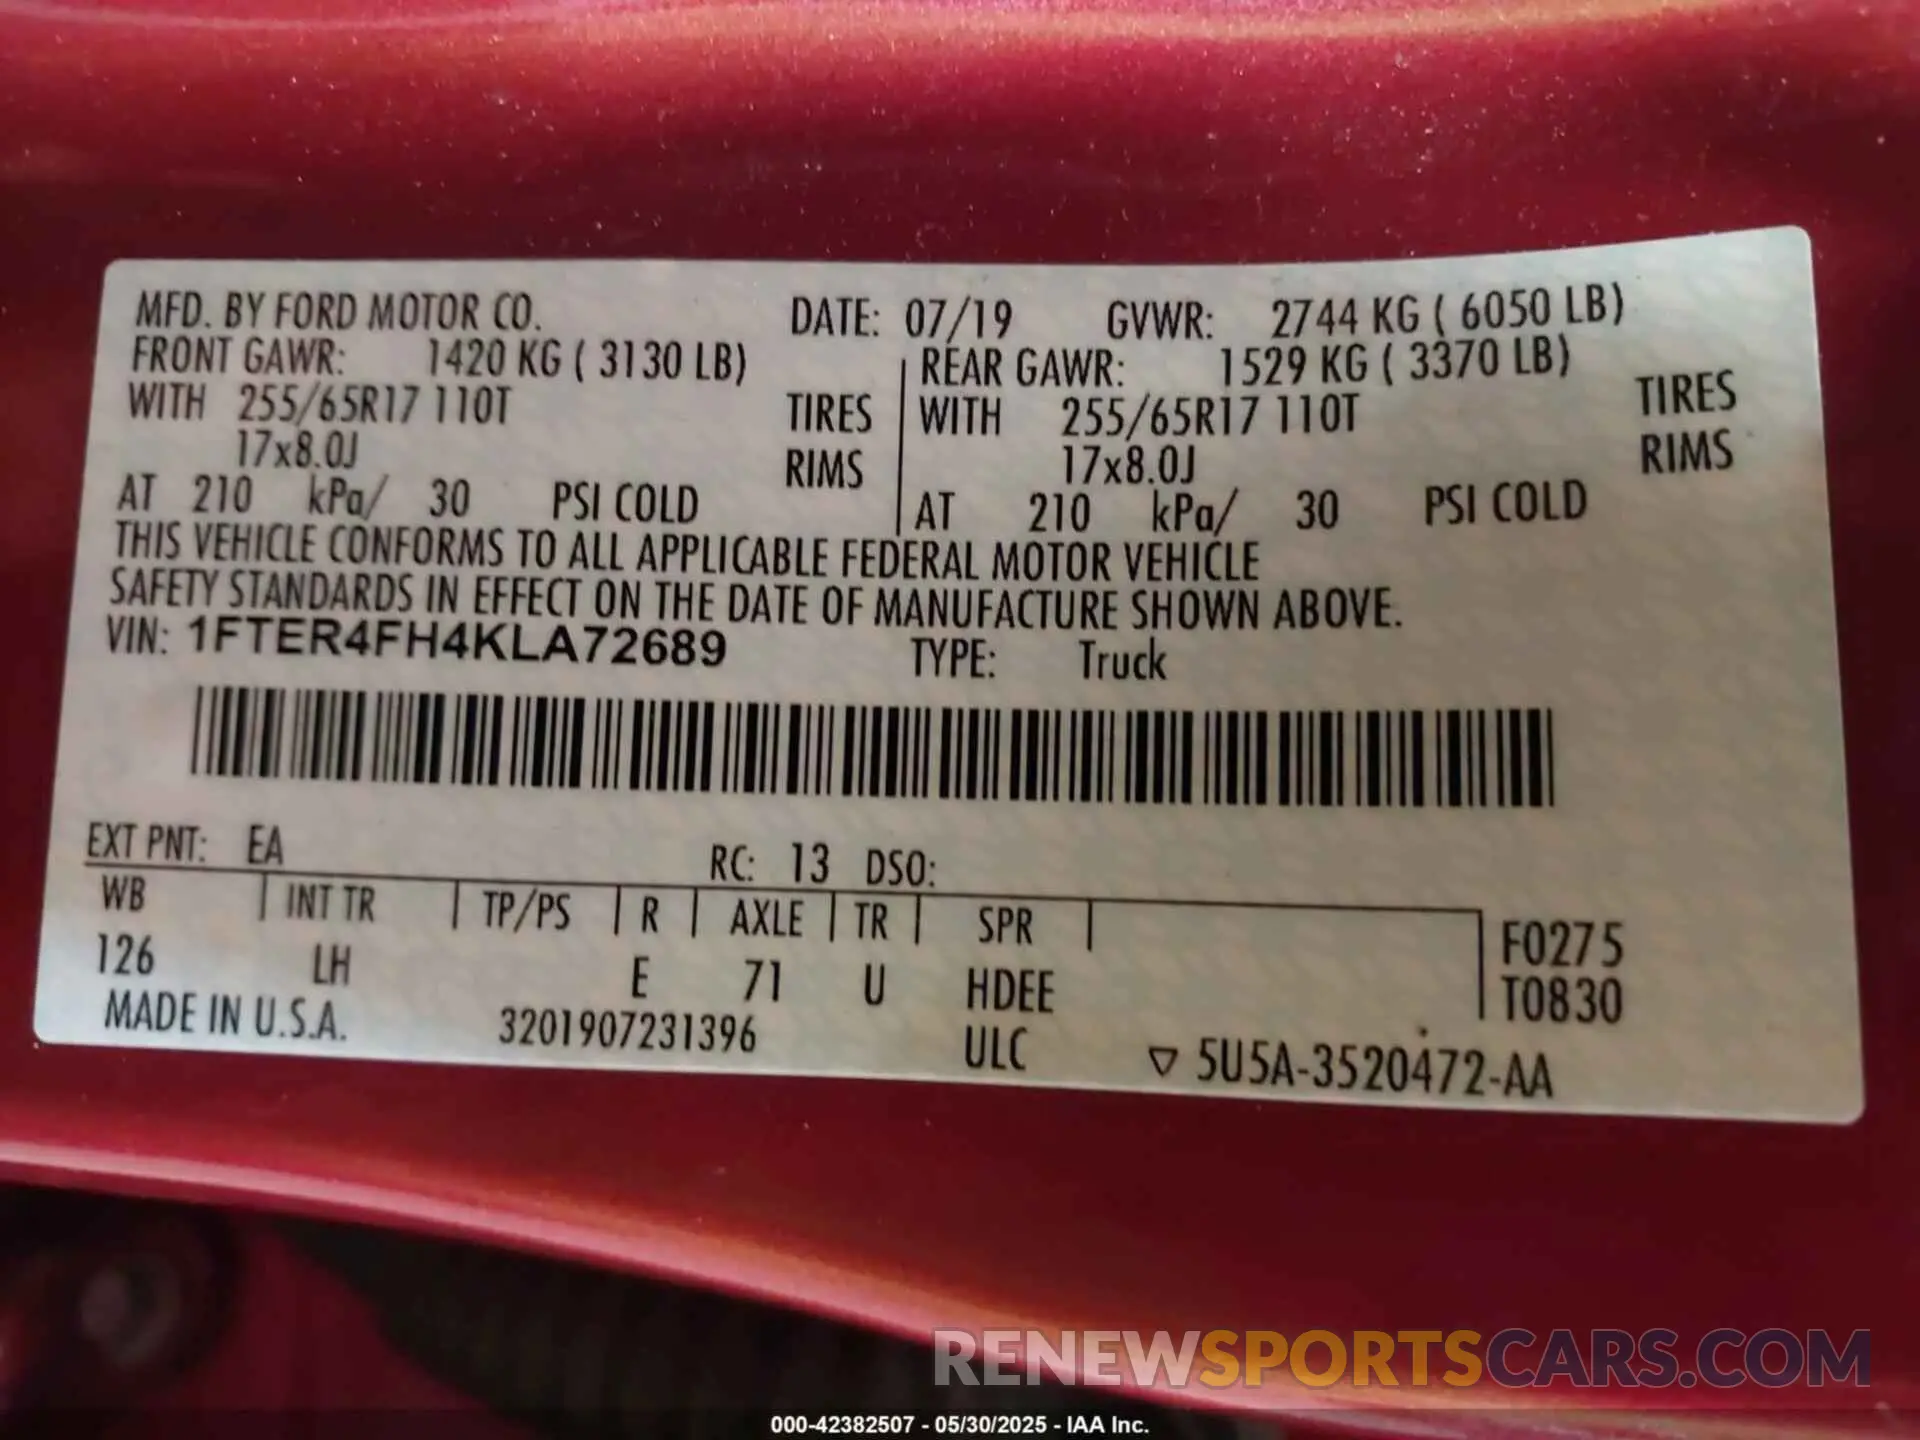 MFD. BY FORD MOTOR CO. DATE: 07/19 GVWR: 2744 KG ( 6050 LB)
FRONT GAWR: 1420 KG ( 3130 LB) REAR GAWR: 1529 KG ( 3370 LB)
WITH 255/65R17 110T TIRES WITH 255/65R17 110T TIRES
17x8.0J RIMS 17x8.0J RIMS
AT 210 kPa/ 30 PSI COLD AT 210 kPa/ 30 PSI COLD
THIS VEHICLE CONFORMS TO ALL APPLICABLE FEDERAL MOTOR VEHICLE
SAFETY STANDARDS IN EFFECT ON THE DATE OF MANUFACTURE SHOWN ABOVE.
VIN: 1FTER4FH4KLA72689 TYPE: Truck
EXT PNT: EA RC: 13 DSO:
WB INT TR TP/PS R AXLE TR SPR F0275
126 LH E 71 U HDEE T0830
MADE IN U.S.A. 3201907231396 ULC ▽ 5U5A-3520472-AA
RENEWSPORTSCARS.COM
000-42382507 - 05/30/2025 - IAA Inc.